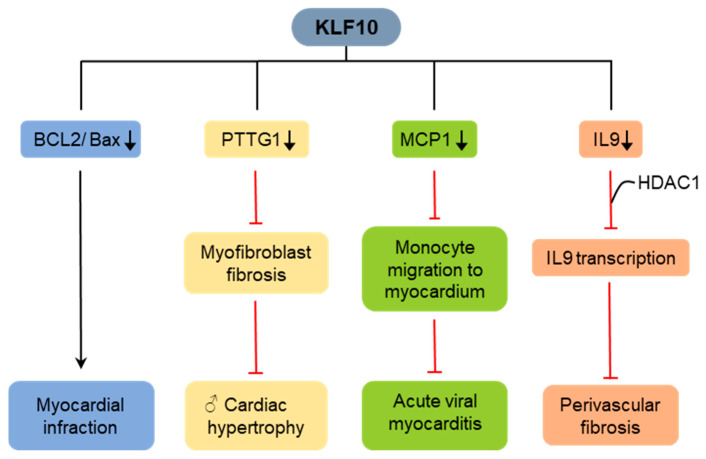 KLF10
BCL2/ Bax ↓
PTTG1 ↓
MCP1 ↓
IL9 ↓
HDAC1
Myofibroblast
fibrosis
Monocyte
migration to
myocardium
IL9 transcription
Myocardial
infraction
♂ Cardiac
hypertrophy
Acute viral
myocarditis
Perivascular
fibrosis